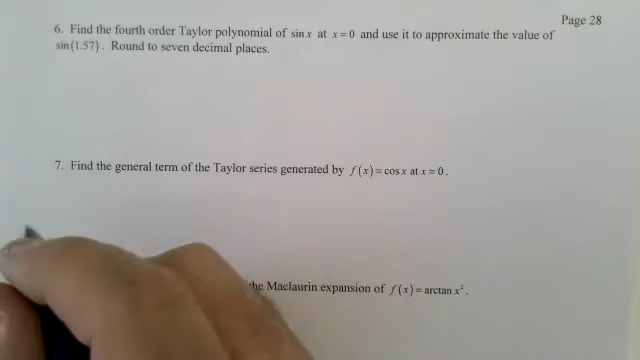 Page 28
6. Find the fourth order Taylor polynomial of sin x at x = 0 and use it to approximate the value of
sin(1.57). Round to seven decimal places.
7. Find the general term of the Taylor series generated by f(x) = cos x at x = 0.
the Maclaurin expansion of f(x) = arctan x².